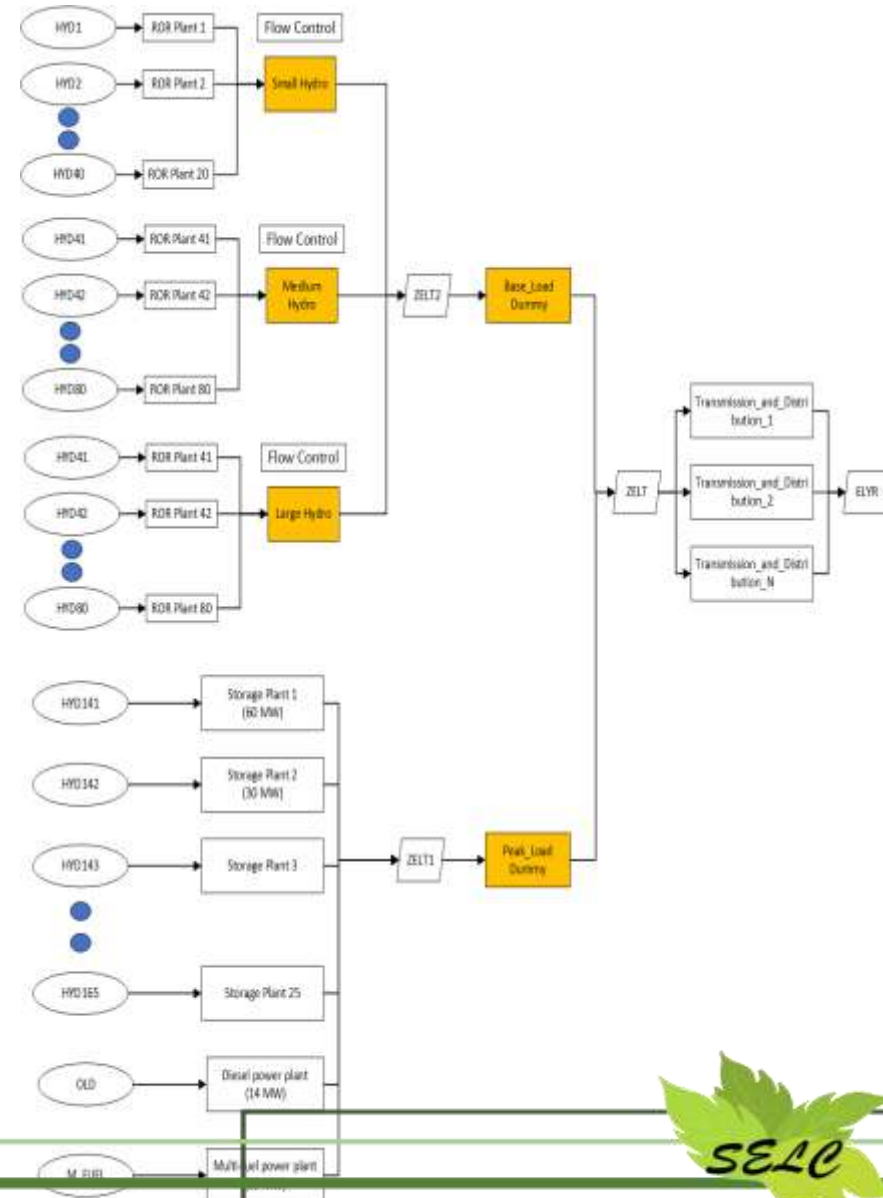 HYD1
ROR Plant 1
Flow Control
HYD2
ROR Plant 2
Small Hydro
HYD40
ROR Plant 20
HYD41
ROR Plant 41
Flow Control
HYD42
ROR Plant 42
Medium
Hydro
ZELT2
Base_Load
Dummy
HYD80
ROR Plant 80
Transmission_and_Distri
bution_1
HYD41
ROR Plant 41
Flow Control
Transmission_and_Distri
bution_2
ZELT
ELYR
HYD42
ROR Plant 42
Large Hydro
Transmission_and_Distri
bution_N
HYD80
ROR Plant 80
HYD141
Storage Plant 1
(60 MW)
HYD142
Storage Plant 2
(30 MW)
HYD143
Storage Plant 3
ZELT1
Peak_Load
Dummy
HYD165
Storage Plant 25
OLD
Diesel power plant
(14 MW)
M_FUEL
power plant
SELC